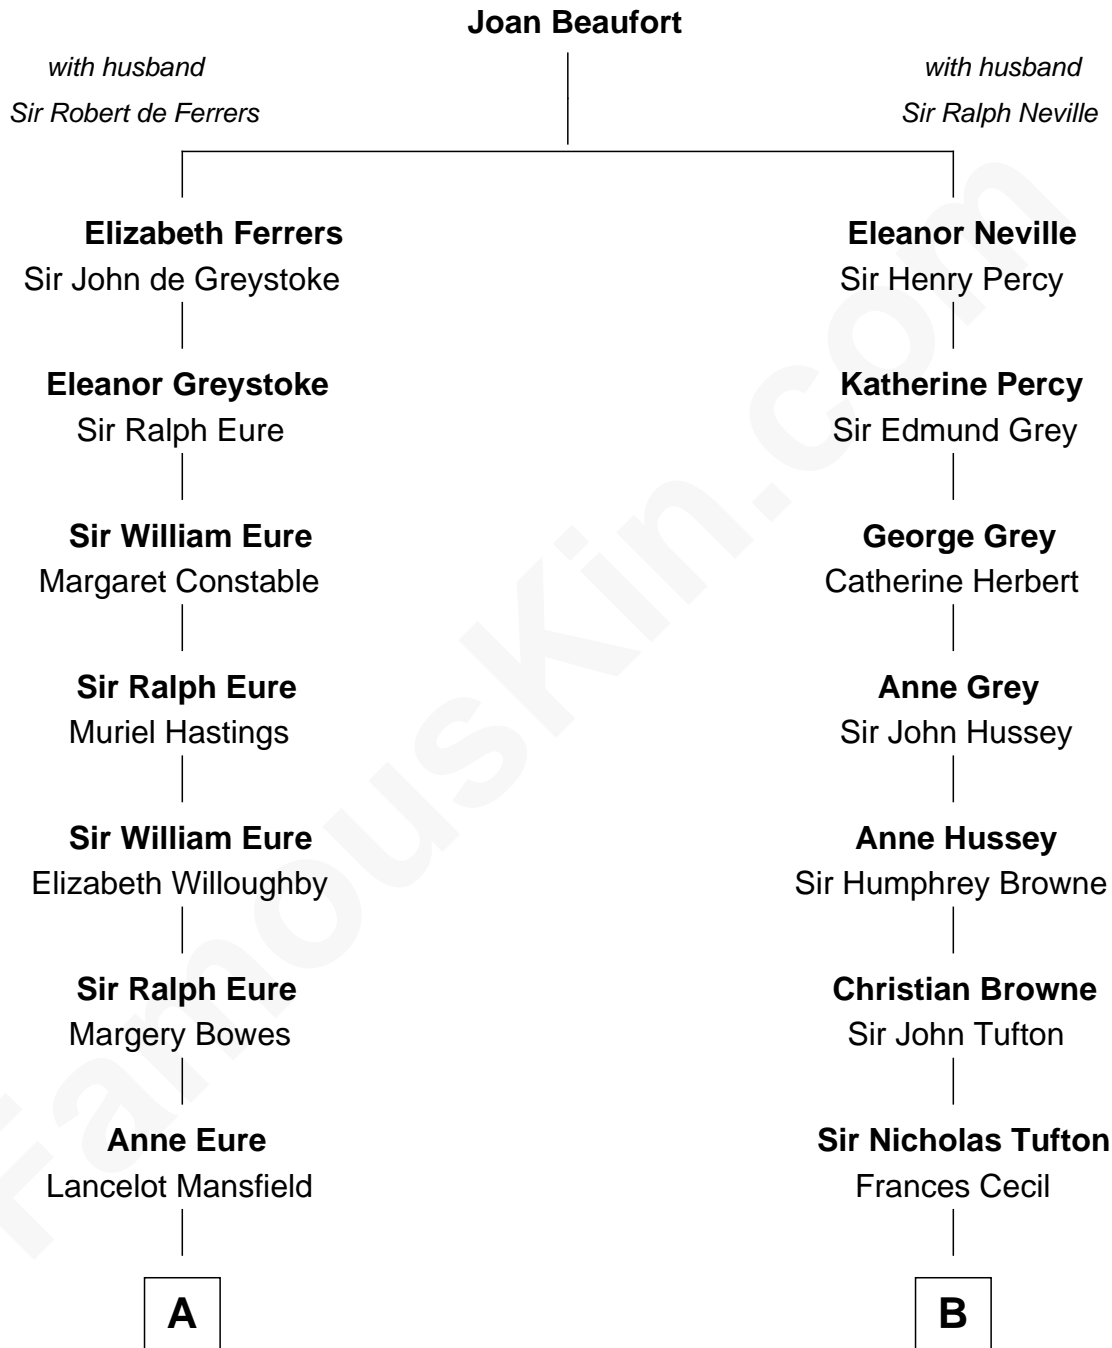 Joan Beaufort
with husband
Sir Robert de Ferrers
with husband
Sir Ralph Neville
Elizabeth Ferrers
Sir John de Greystoke
Eleanor Neville
Sir Henry Percy
Eleanor Greystoke
Sir Ralph Eure
Katherine Percy
Sir Edmund Grey
Sir William Eure
Margaret Constable
George Grey
Catherine Herbert
Sir Ralph Eure
Muriel Hastings
Anne Grey
Sir John Hussey
Sir William Eure
Elizabeth Willoughby
Anne Hussey
Sir Humphrey Browne
Sir Ralph Eure
Margery Bowes
Christian Browne
Sir John Tufton
Anne Eure
Lancelot Mansfield
Sir Nicholas Tufton
Frances Cecil
A
B
FamousKin.com